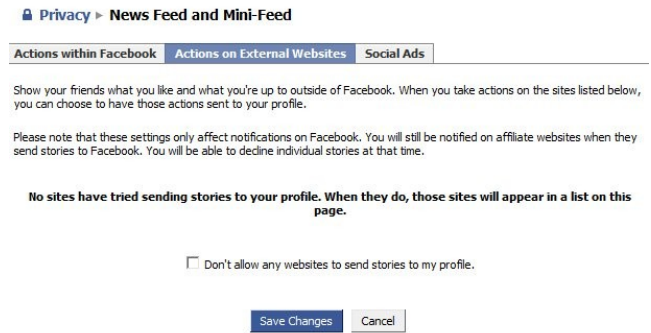 Privacy ▸ News Feed and Mini-Feed
Actions within Facebook Actions on External Websites Social Ads
Show your friends what you like and what you're up to outside of Facebook. When you take actions on the sites listed below,
you can choose to have those actions sent to your profile.
Please note that these settings only affect notifications on Facebook. You will still be notified on affiliate websites when they
send stories to Facebook. You will be able to decline individual stories at that time.
No sites have tried sending stories to your profile. When they do, those sites will appear in a list on this
page.
Don't allow any websites to send stories to my profile.
Save Changes Cancel